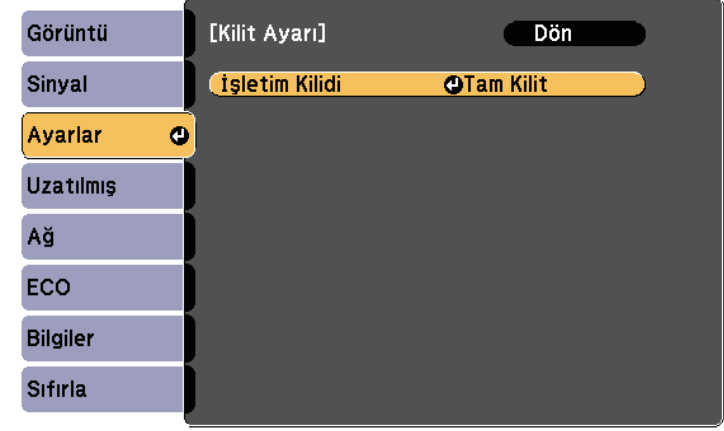 Görüntü
Sinyal
Ayarlar
Uzatılmış
Ağ
ECO
Bilgiler
Sıfırla
[Kilit Ayarı] Dön
İşletim Kilidi Tam Kilit